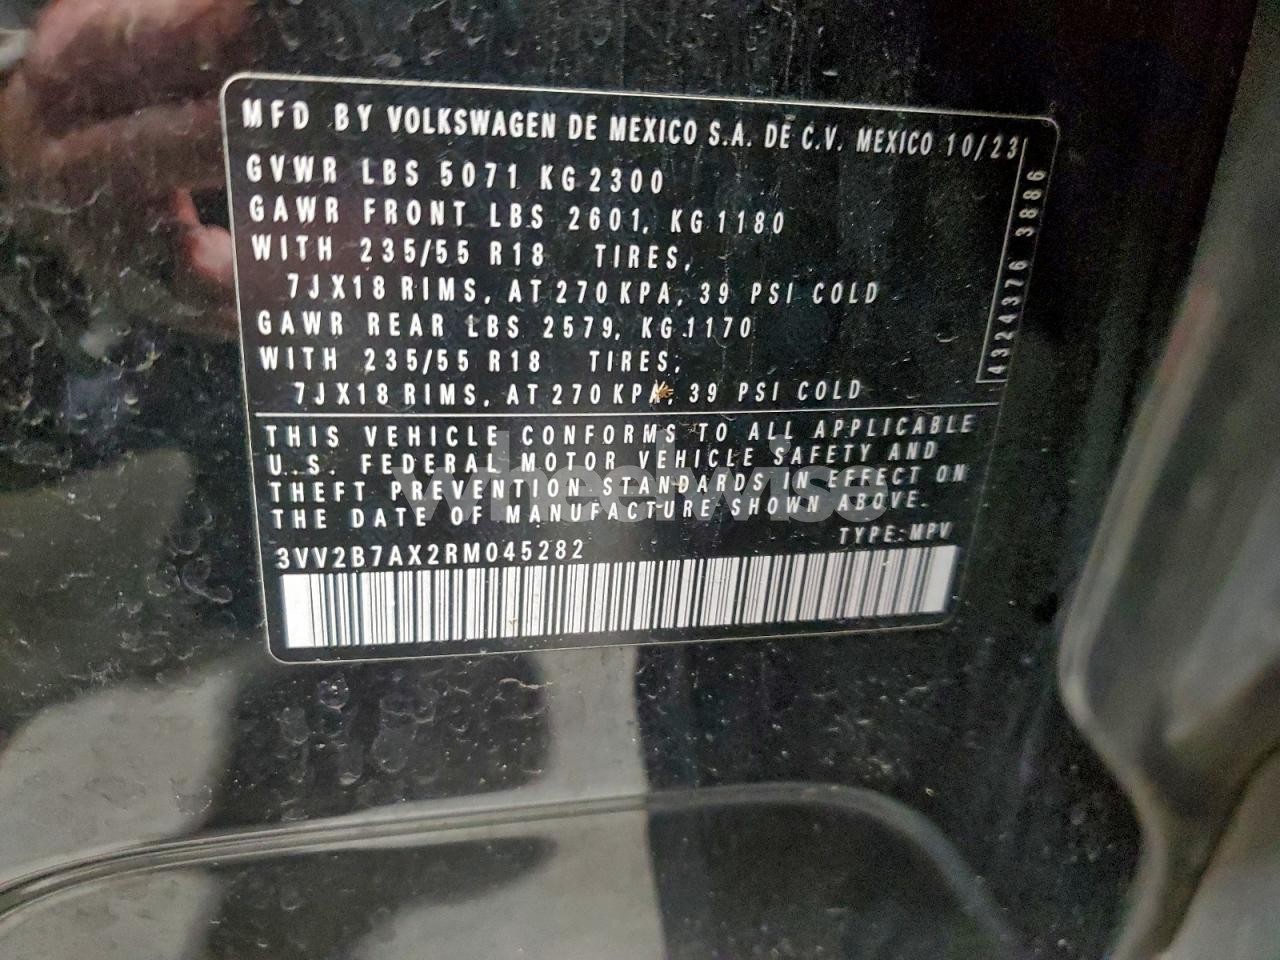 MFD BY VOLKSWAGEN DE MEXICO S.A. DE C.V. MEXICO 10/23
GVWR LBS 5071 KG 2300
GAWR FRONT LBS 2601, KG 1180
WITH 235/55 R18 TIRES,
7JX18 RIMS, AT 270 KPA, 39 PSI COLD
GAWR REAR LBS 2579, KG 1170
WITH 235/55 R18 TIRES,
7JX18 RIMS, AT 270 KPA, 39 PSI COLD
4324376 3886
THIS VEHICLE CONFORMS TO ALL APPLICABLE
U.S. FEDERAL MOTOR VEHICLE SAFETY AND
THEFT PREVENTION STANDARDS IN EFFECT ON
THE DATE OF MANUFACTURE SHOWN ABOVE.
TYPE: MPV
3VV2B7AX2RM045282
wheelwise